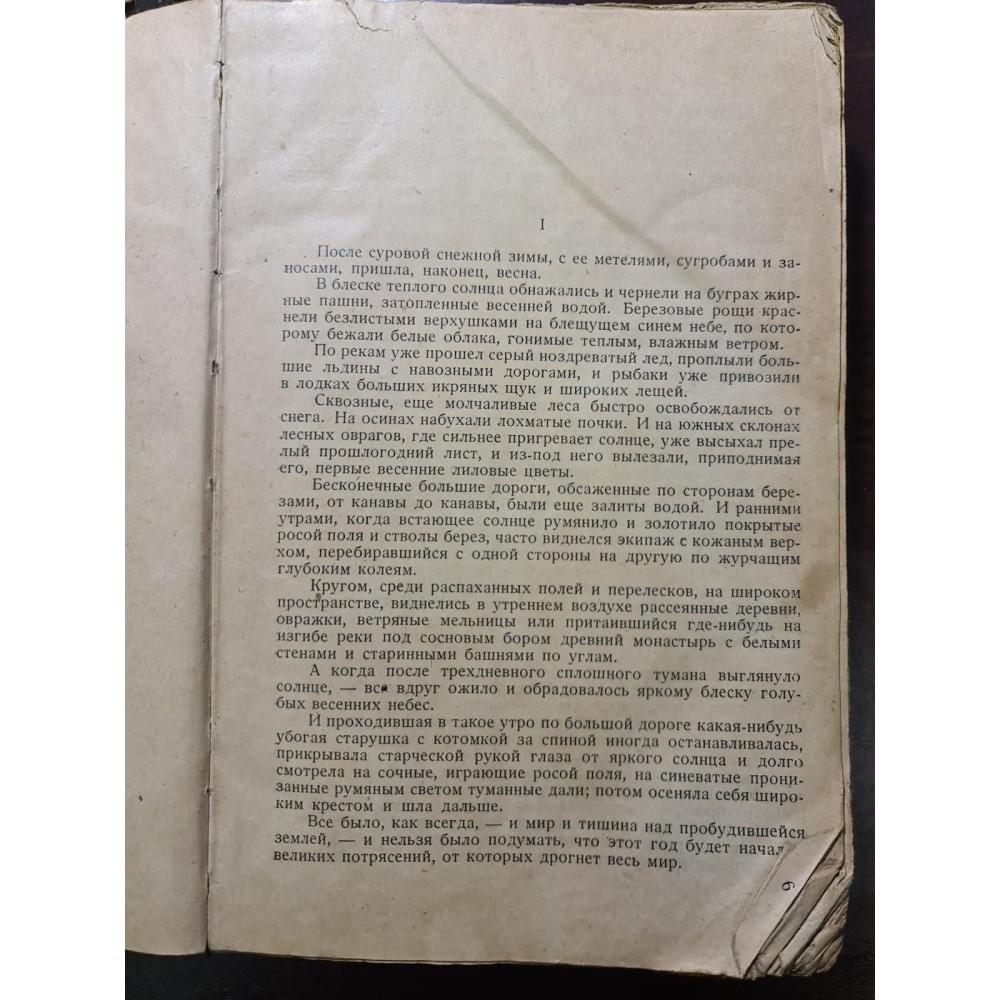 I
После суровой снежной зимы, с ее метелями, сугробами и за-
носами, пришла, наконец, весна.
В блеске теплого солнца обнажались и чернели на буграх жир-
ные пашни, затопленные весенней водой. Березовые рощи крас-
нели безлистыми верхушками на блещущем синем небе, по кото-
рому бежали белые облака, гонимые теплым, влажным ветром.
По рекам уже прошел серый ноздреватый лед, проплыли боль-
шие льдины с навозными дорогами, и рыбаки уже привозили
в лодках больших икряных щук и широких лещей.
Сквозные, еще молчаливые леса быстро освобождались от
снега. На осинах набухали лохматые почки. И на южных склонах
лесных оврагов, где сильнее пригревает солнце, уже высыхал пре-
лый прошлогодний лист, и из-под него вылезали, приподнимая
его, первые весенние лиловые цветы.
Бесконечные большие дороги, обсаженные по сторонам бере-
зами, от канавы до канавы, были еще залиты водой. И ранними
утрами, когда встающее солнце румянило и золотило покрытые
росой поля и стволы берез, часто виднелся экипаж с кожаным вер-
хом, перебиравшийся с одной стороны на другую по журчащим
глубоким колеям.
Кругом, среди распаханных полей и перелесков, на широком
пространстве, виднелись в утреннем воздухе рассеянные деревни,
овражки, ветряные мельницы или притаившийся где-нибудь на
изгибе реки под сосновым бором древний монастырь с белыми
стенами и старинными башнями по углам.
А когда после трехдневного сплошного тумана выглянуло
солнце, — все вдруг ожило и обрадовалось яркому блеску голу-
бых весенних небес.
И проходившая в такое утро по большой дороге какая-нибудь
убогая старушка с котомкой за спиной иногда останавливалась,
прикрывала старческой рукой глаза от яркого солнца и долго
смотрела на сочные, играющие росой поля, на синеватые прони-
занные румяным светом туманные дали; потом осеняла себя широ-
ким крестом и шла дальше.
Все было, как всегда, — и мир и тишина над пробудившейся
землей, — и нельзя было подумать, что этот год будет начал
великих потрясений, от которых дрогнет весь мир.
6